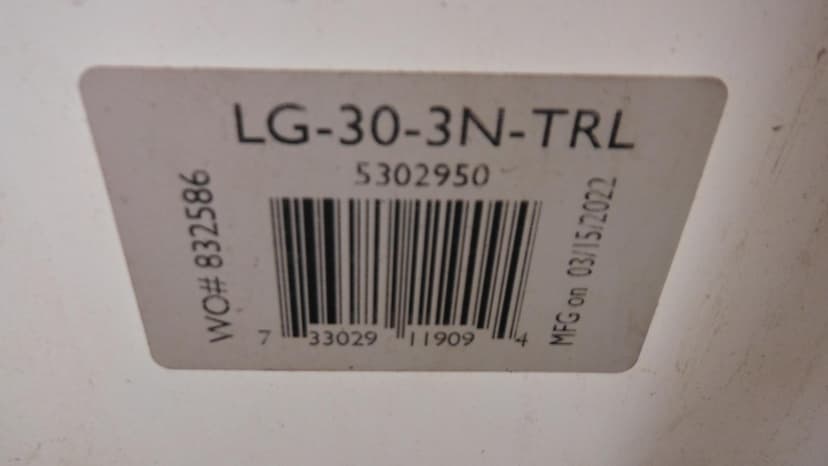 LG-30-3N-TRL
5302950
WO# 832586
MFG on 03/15/2022
7 33029 11909 4